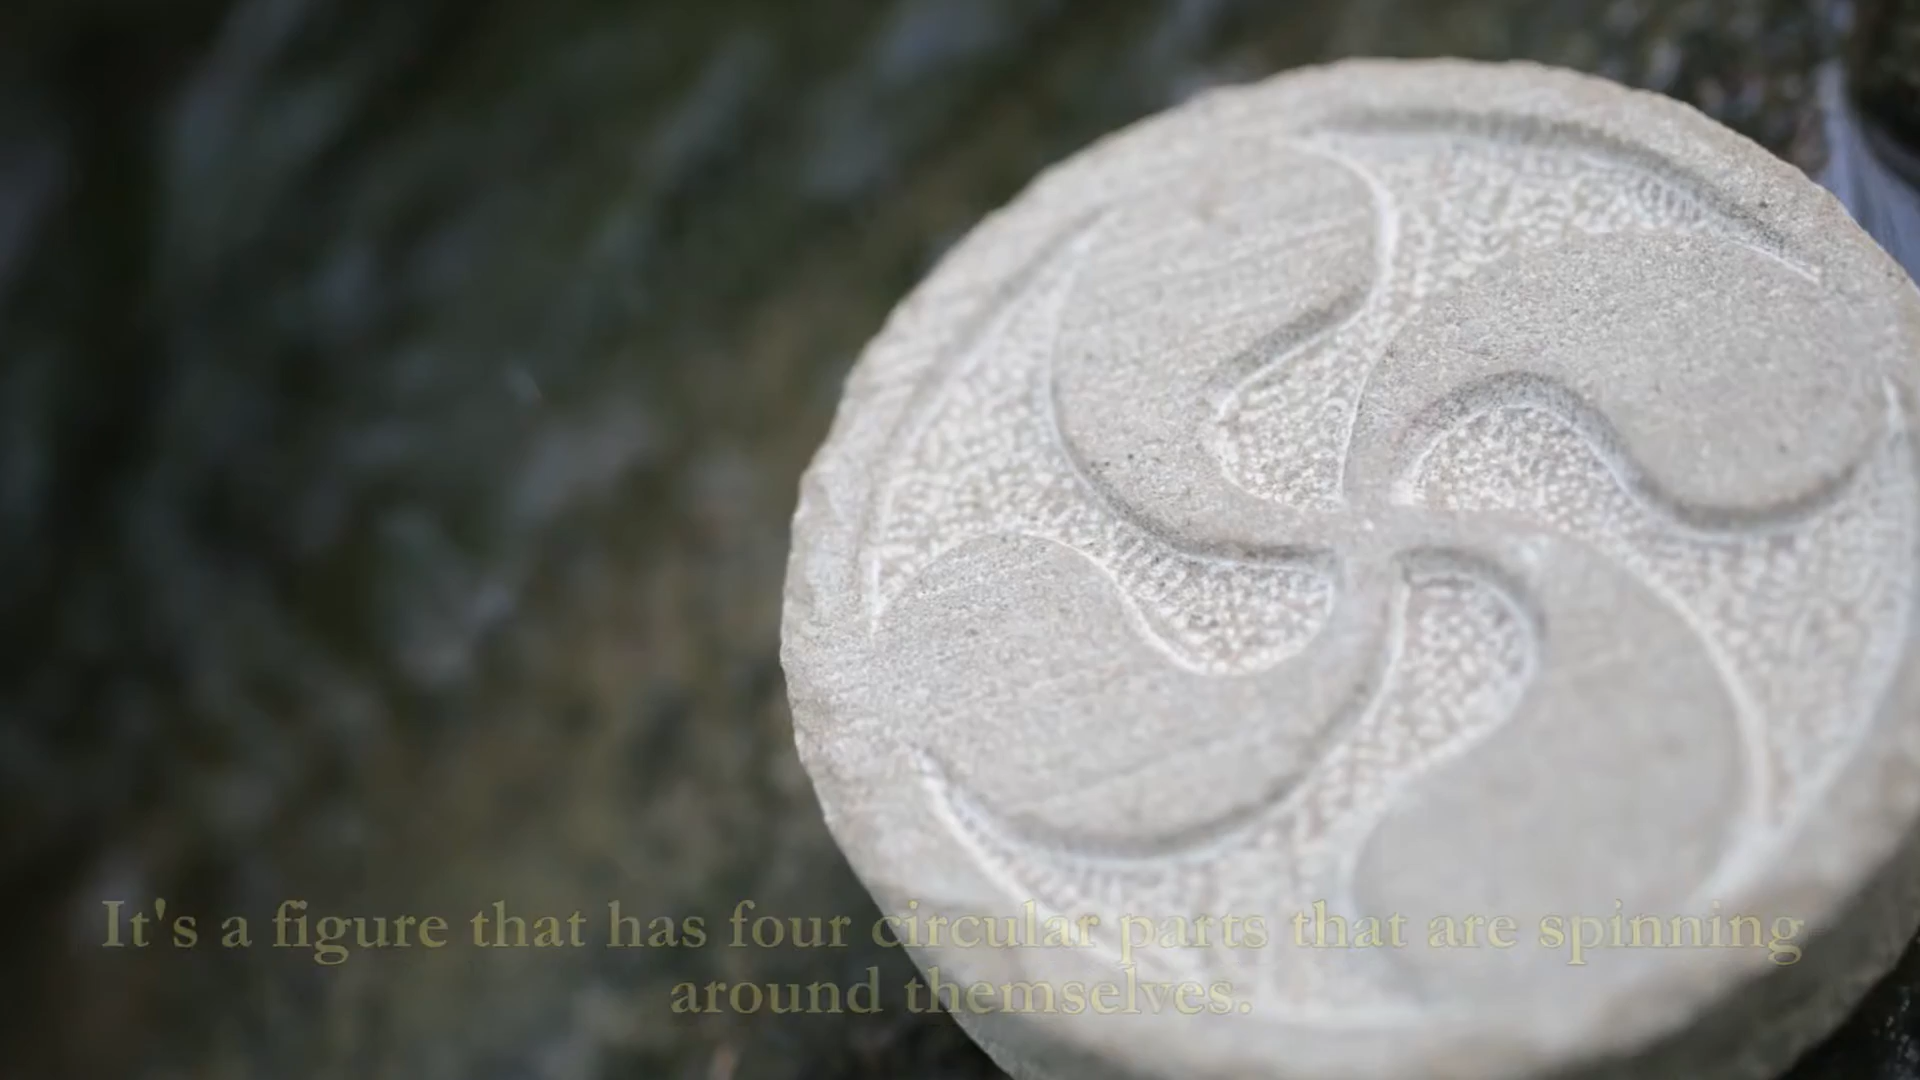 It's a figure that has four circular parts that are spinning
around themselves.